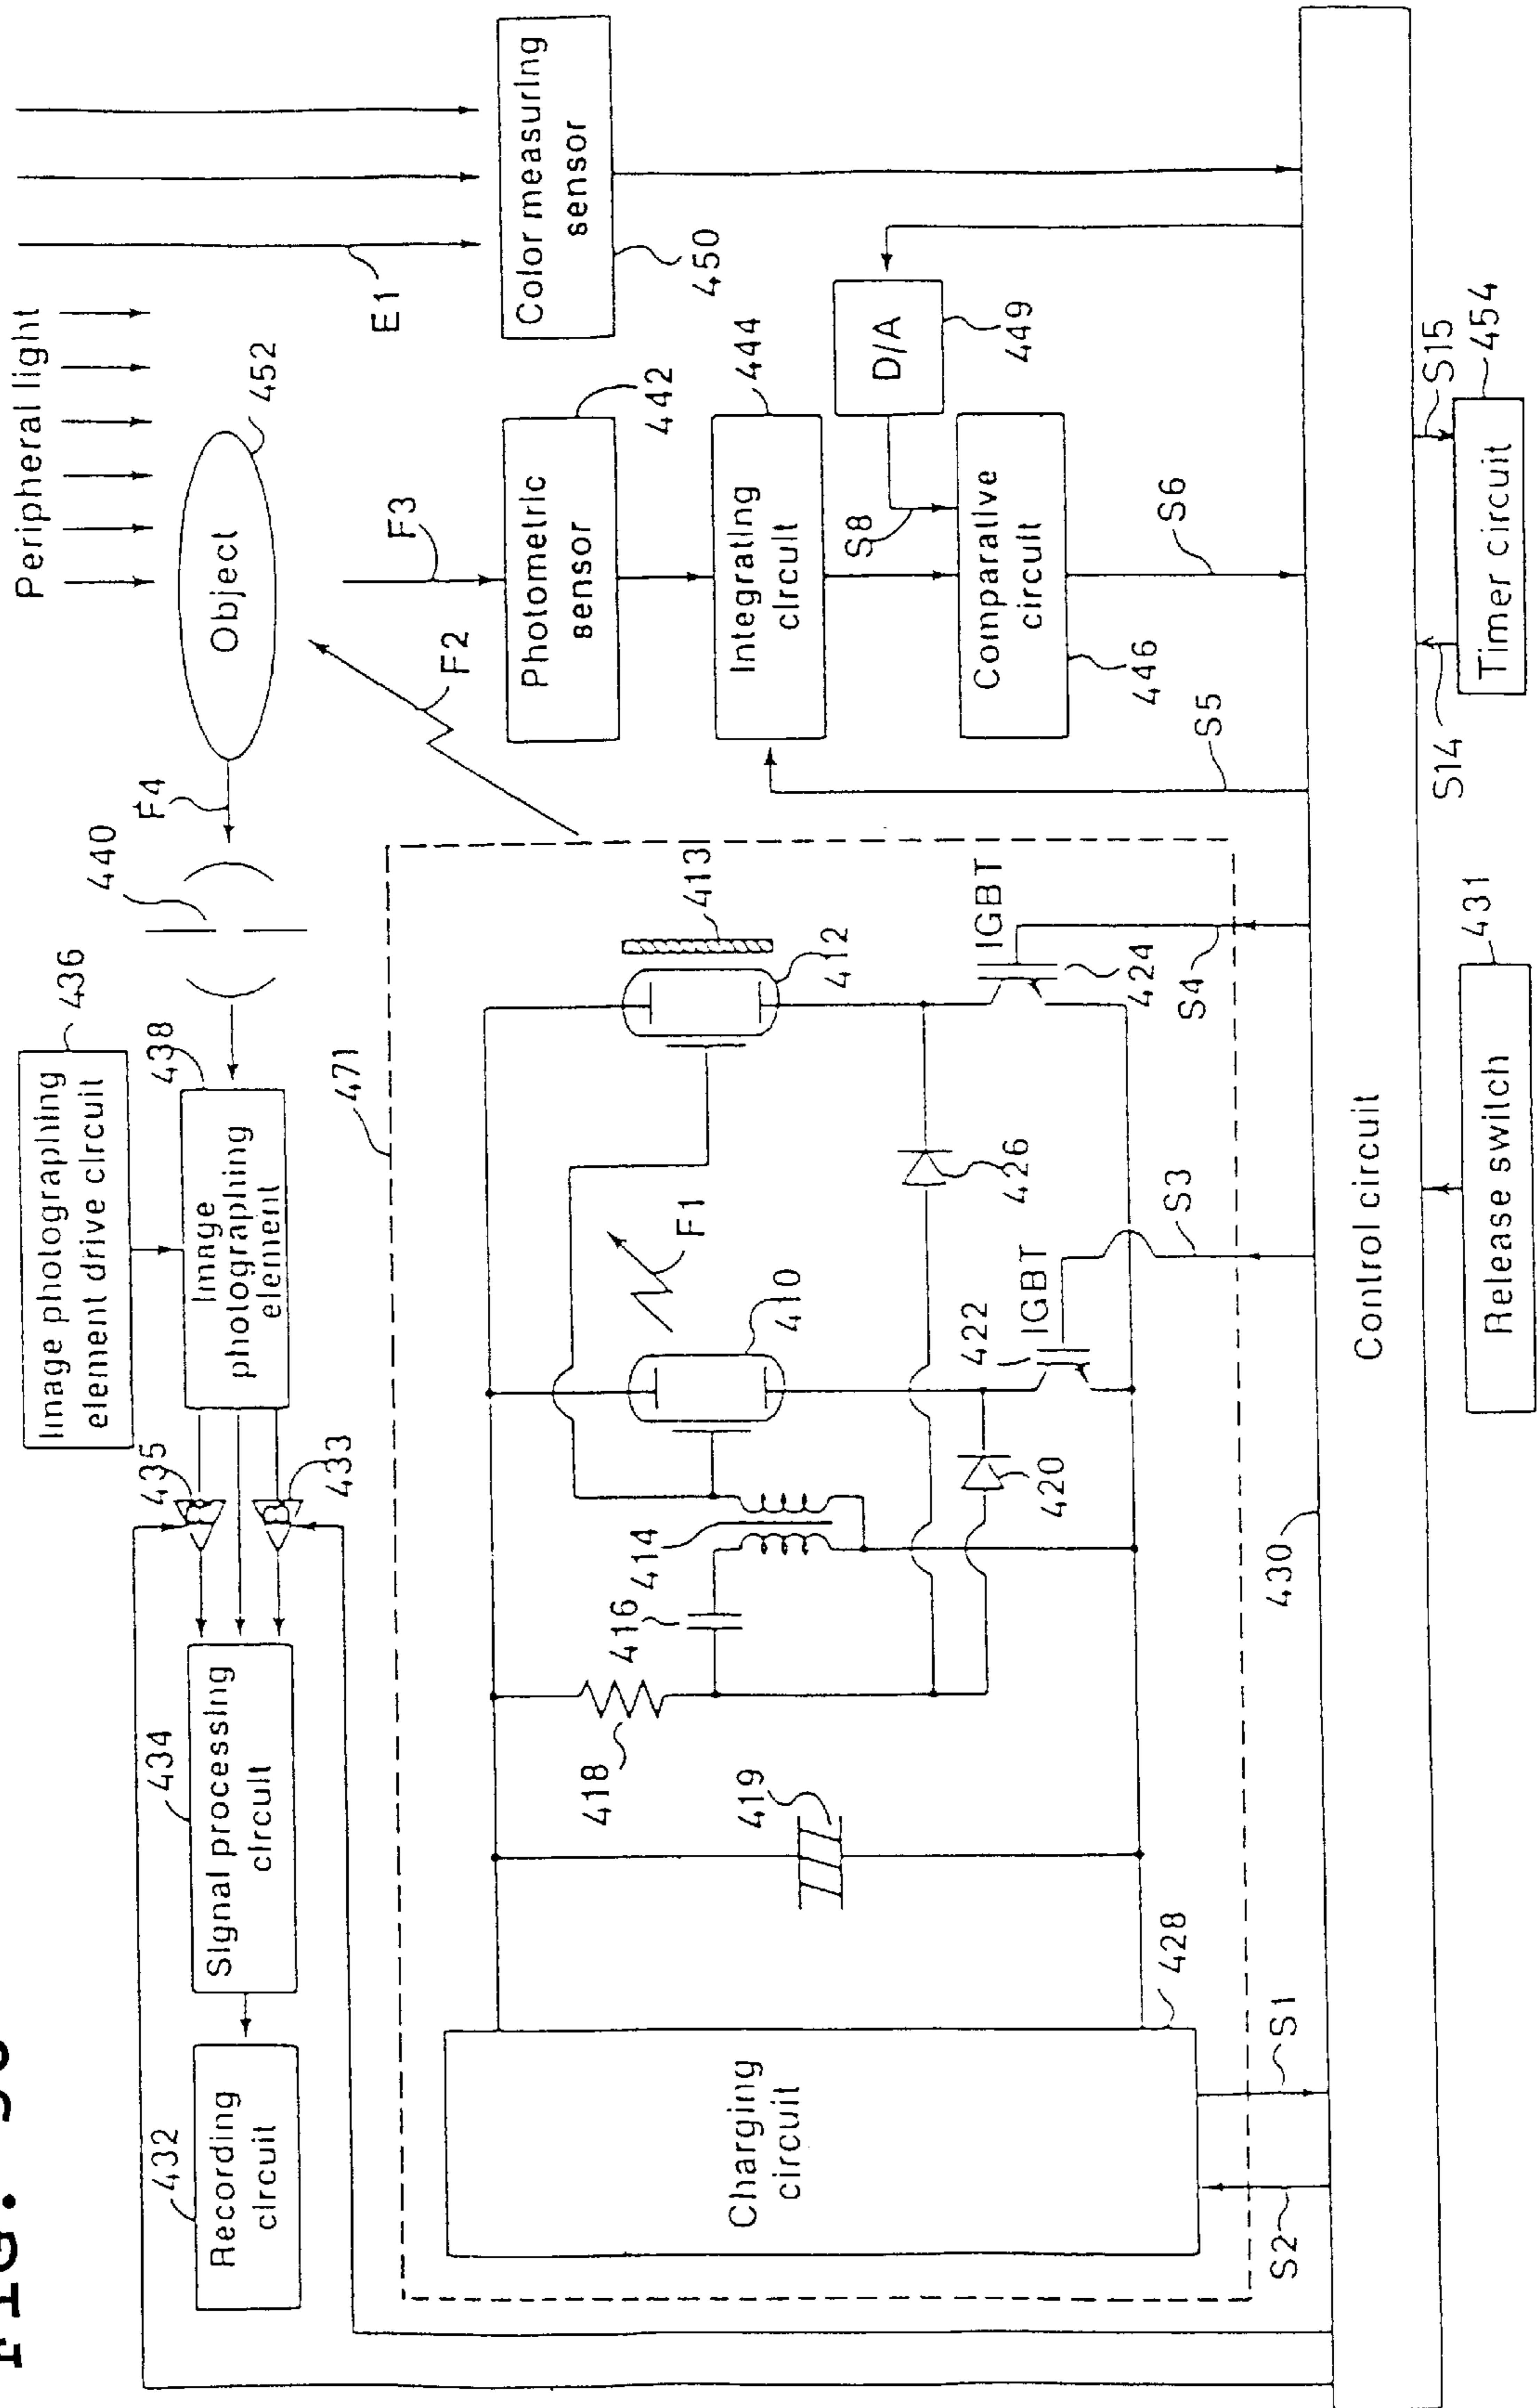 Peripheral light
Object
452
E1
F4
F3
F2
440
Image photographing
element drive circuit
436
Image
photographing
element
438
435
433
Signal processing
circuit
434
Recording
circuit
432
Color measuring
sensor
450
Photometric
sensor
442
Integrating
circuit
444
D/A
449
S8
Comparative
circuit
446
S6
S5
471
413
412
F1
410
414
416
418
419
420
426
IGBT
422
IGBT
424
S4
S3
Charging
circuit
428
S1
S2
430
Control circuit
Release switch
431
S14
S15
Timer circuit
454